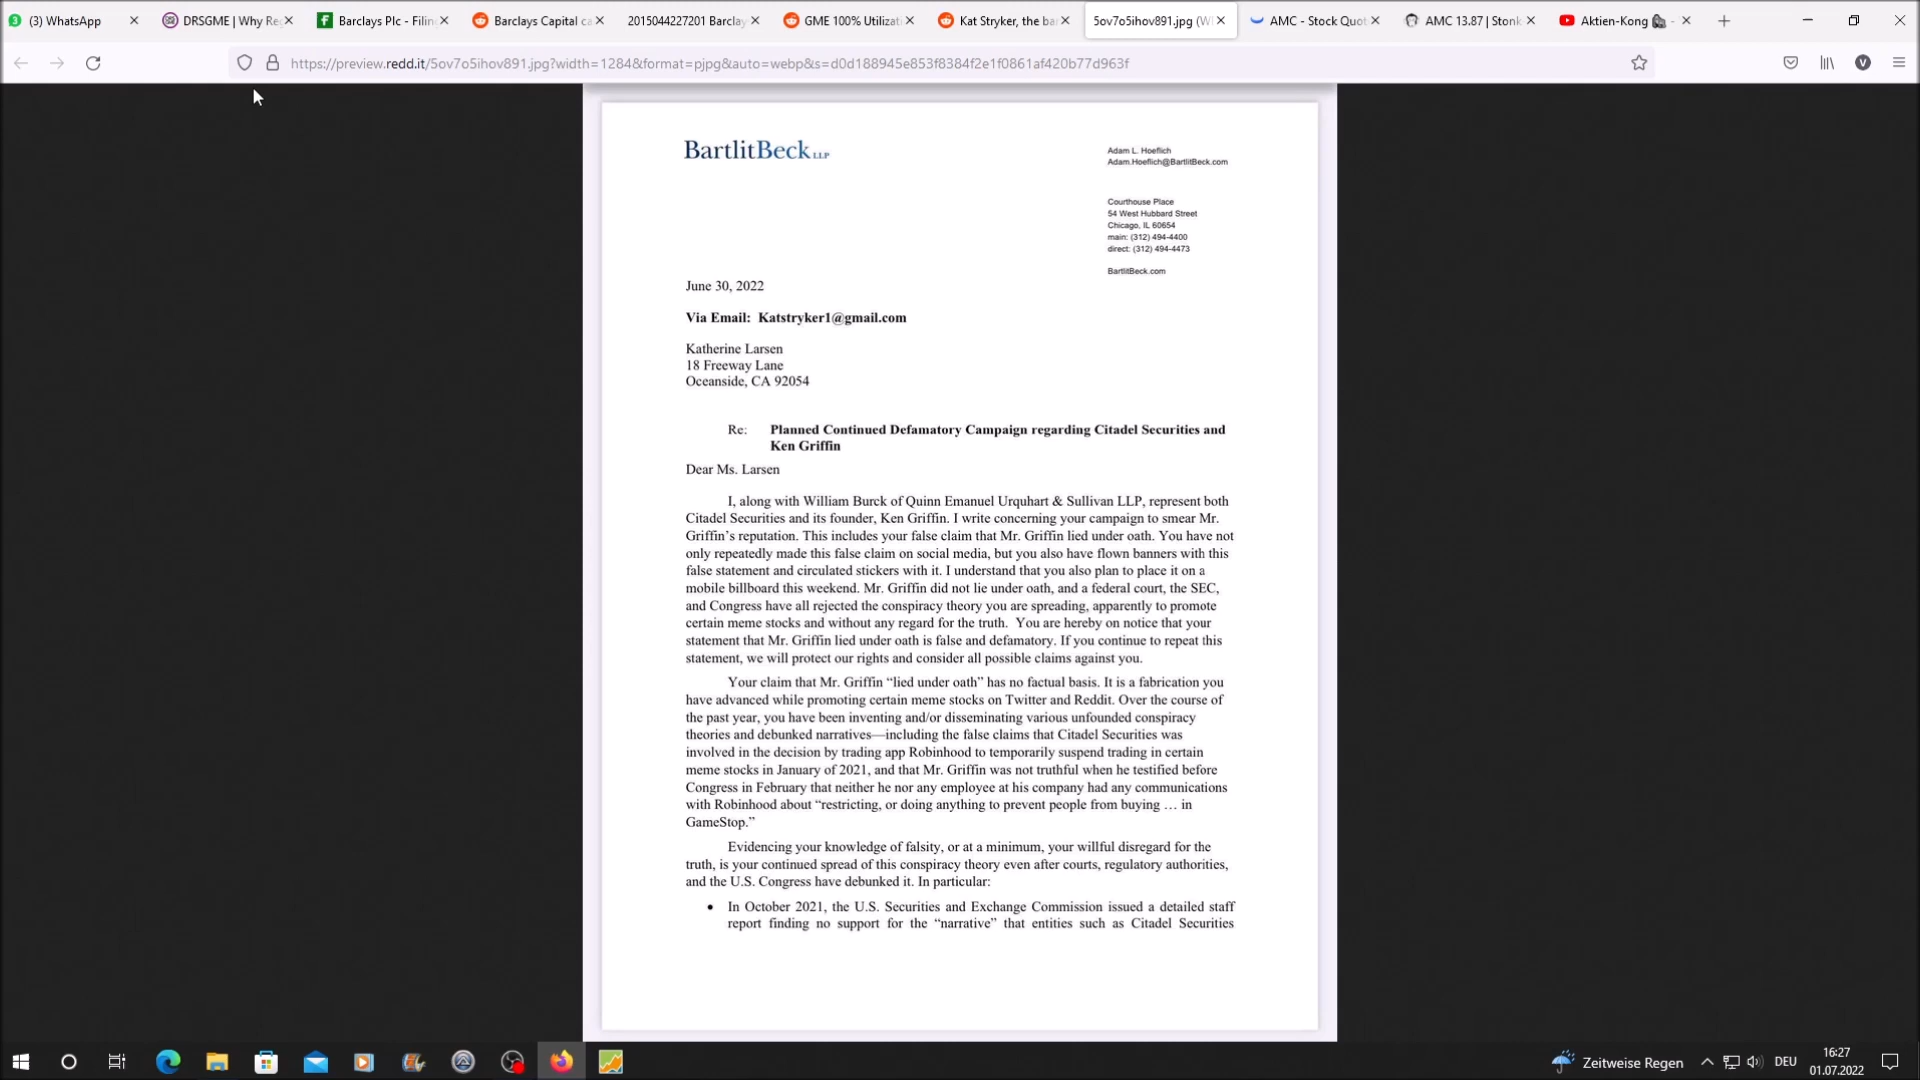 (3) WhatsApp
DRSGME | Why Re
Barclays Plc - Filin
Barclays Capital ca
2015044227201 Barclay
GME 100% Utilizat
Kat Stryker, the ba
5ov7o5ihov891.jpg (W
AMC - Stock Quot
AMC 13.87 | Stonk
Aktien-Kong
https://preview.redd.it/5ov7o5ihov891.jpg?width=1284&format=pjpg&auto=webp&s=d0d188945e853f8384f2e1f0861af420b77d963f
V
BartlitBeck LLP
Adam L. Hoeflich
Adam.Hoeflich@BartlitBeck.com
Courthouse Place
54 West Hubbard Street
Chicago, IL 60654
main: (312) 494-4400
direct: (312) 494-4473
BartlitBeck.com
June 30, 2022
Via Email: Katstryker1@gmail.com
Katherine Larsen
18 Freeway Lane
Oceanside, CA 92054
Re: Planned Continued Defamatory Campaign regarding Citadel Securities and
Ken Griffin
Dear Ms. Larsen
I, along with William Burck of Quinn Emanuel Urquhart & Sullivan LLP, represent both
Citadel Securities and its founder, Ken Griffin. I write concerning your campaign to smear Mr.
Griffin's reputation. This includes your false claim that Mr. Griffin lied under oath. You have not
only repeatedly made this false claim on social media, but you also have flown banners with this
false statement and circulated stickers with it. I understand that you also plan to place it on a
mobile billboard this weekend. Mr. Griffin did not lie under oath, and a federal court, the SEC,
and Congress have all rejected the conspiracy theory you are spreading, apparently to promote
certain meme stocks and without any regard for the truth. You are hereby on notice that your
statement that Mr. Griffin lied under oath is false and defamatory. If you continue to repeat this
statement, we will protect our rights and consider all possible claims against you.
Your claim that Mr. Griffin “lied under oath” has no factual basis. It is a fabrication you
have advanced while promoting certain meme stocks on Twitter and Reddit. Over the course of
the past year, you have been inventing and/or disseminating various unfounded conspiracy
theories and debunked narratives—including the false claims that Citadel Securities was
involved in the decision by trading app Robinhood to temporarily suspend trading in certain
meme stocks in January of 2021, and that Mr. Griffin was not truthful when he testified before
Congress in February that neither he nor any employee at his company had any communications
with Robinhood about “restricting, or doing anything to prevent people from buying … in
GameStop.”
Evidencing your knowledge of falsity, or at a minimum, your willful disregard for the
truth, is your continued spread of this conspiracy theory even after courts, regulatory authorities,
and the U.S. Congress have debunked it. In particular:
• In October 2021, the U.S. Securities and Exchange Commission issued a detailed staff
report finding no support for the “narrative” that entities such as Citadel Securities
Zeitweise Regen
DEU
16:27
01.07.2022